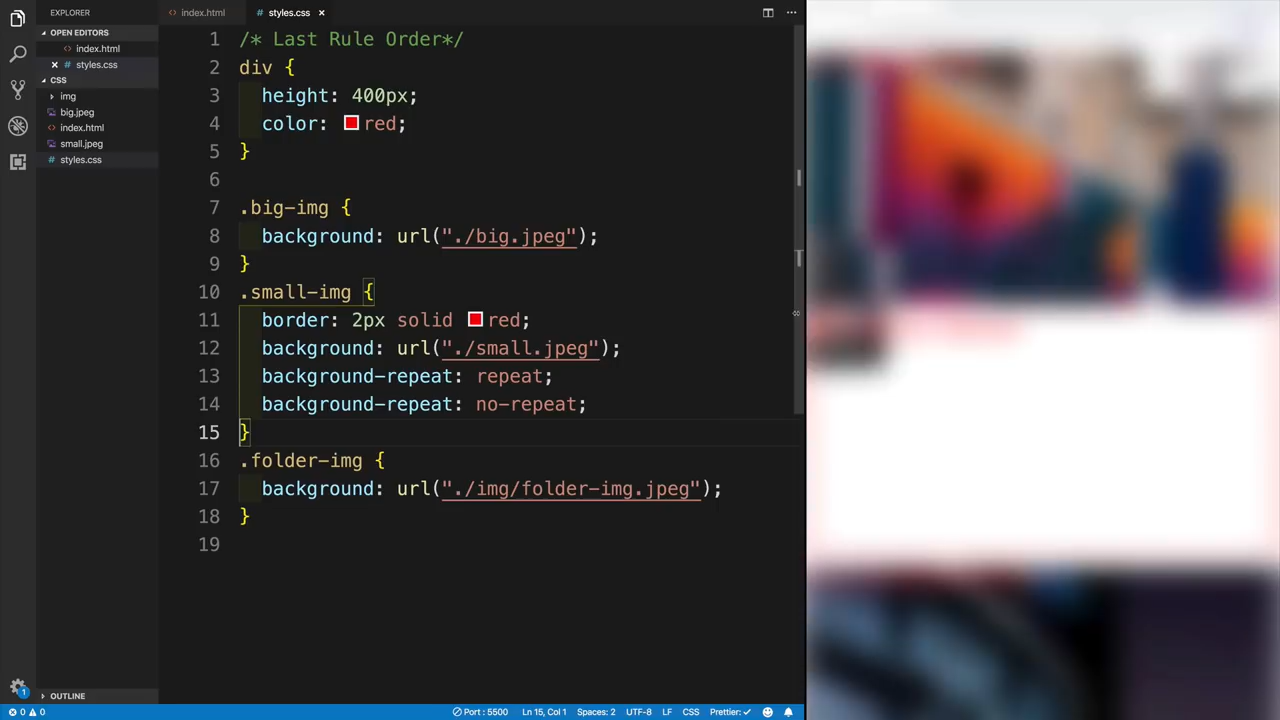 EXPLORER
OPEN EDITORS
index.html
styles.css
CSS
img
big.jpeg
index.html
small.jpeg
styles.css
OUTLINE
1
index.html
styles.css
1 /* Last Rule Order*/
2 div {
3 height: 400px;
4 color: red;
5 }
6
7 .big-img {
8 background: url("./big.jpeg");
9 }
10 .small-img {
11 border: 2px solid red;
12 background: url("./small.jpeg");
13 background-repeat: repeat;
14 background-repeat: no-repeat;
15 }
16 .folder-img {
17 background: url("./img/folder-img.jpeg");
18 }
19
0 0 Port : 5500 Ln 15, Col 1 Spaces: 2 UTF-8 LF CSS Prettier: ✓